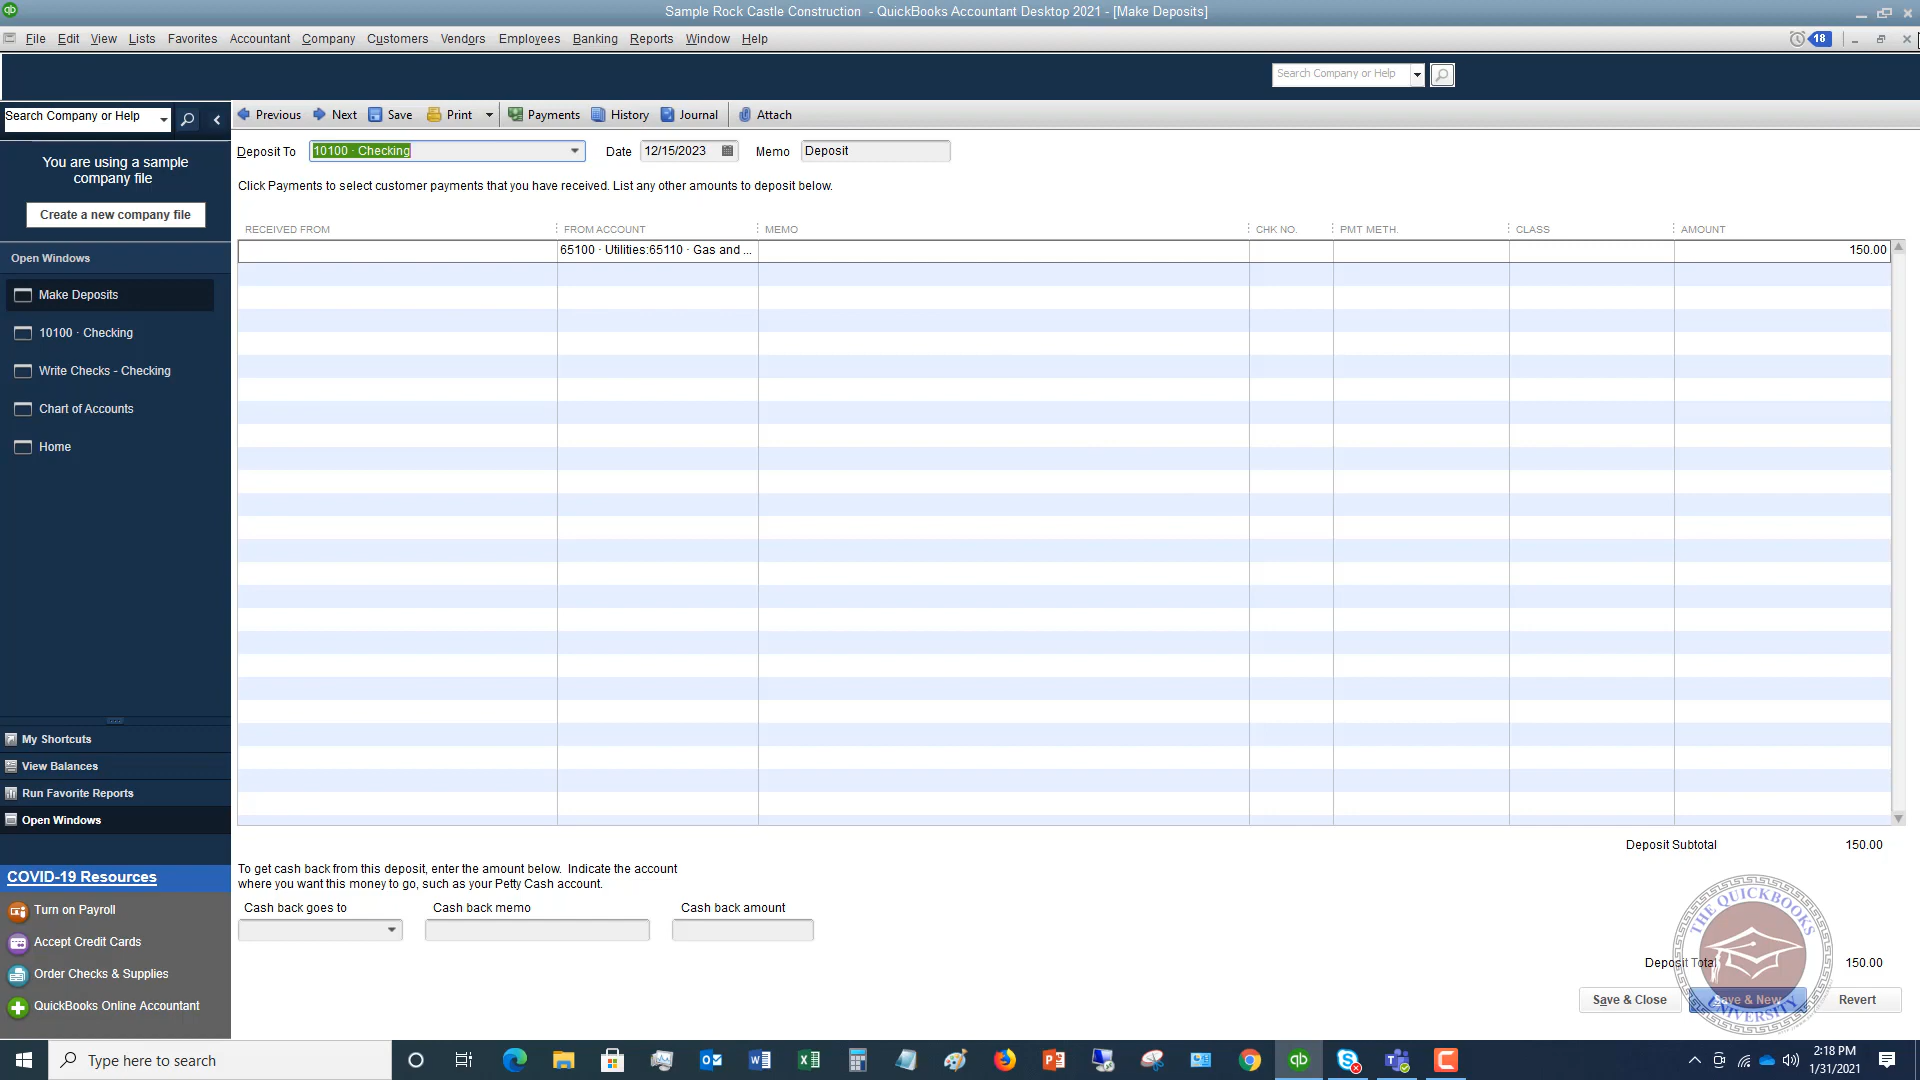 Sample Rock Castle Construction - QuickBooks Accountant Desktop 2021 - [Make Deposits]
File Edit View Lists Favorites Accountant Company Customers Vendors Employees Banking Reports Window Help
18
Search Company or Help
Search Company or Help
Previous Next Save Print Payments History Journal Attach
You are using a sample
company file
Create a new company file
Deposit To 10100 · Checking Date 12/15/2023 Memo Deposit
Click Payments to select customer payments that you have received. List any other amounts to deposit below.
RECEIVED FROM FROM ACCOUNT MEMO CHK NO. PMT METH. CLASS AMOUNT
65100 · Utilities:65110 · Gas and ... 150.00
Open Windows
Make Deposits
10100 · Checking
Write Checks - Checking
Chart of Accounts
Home
My Shortcuts
View Balances
Run Favorite Reports
Open Windows
COVID-19 Resources
Turn on Payroll
Accept Credit Cards
Order Checks & Supplies
QuickBooks Online Accountant
Deposit Subtotal 150.00
To get cash back from this deposit, enter the amount below. Indicate the account
where you want this money to go, such as your Petty Cash account.
Cash back goes to Cash back memo Cash back amount
Deposit Total 150.00
THE QUICKBOOKS
UNIVERSITY
Save & Close Save & New Revert
Type here to search
2:18 PM
1/31/2021